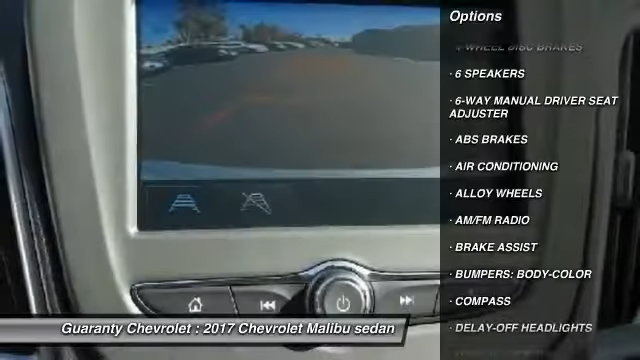 Options
· 4-WHEEL DISC BRAKES
· 6 SPEAKERS
· 6-WAY MANUAL DRIVER SEAT
ADJUSTER
· ABS BRAKES
· AIR CONDITIONING
· ALLOY WHEELS
· AM/FM RADIO
· BRAKE ASSIST
· BUMPERS: BODY-COLOR
· COMPASS
· DELAY-OFF HEADLIGHTS
Guaranty Chevrolet : 2017 Chevrolet Malibu sedan